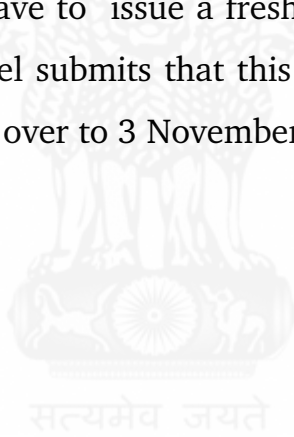 ave to issue a fresh
el submits that this
over to 3 November
सत्यमेव जयते